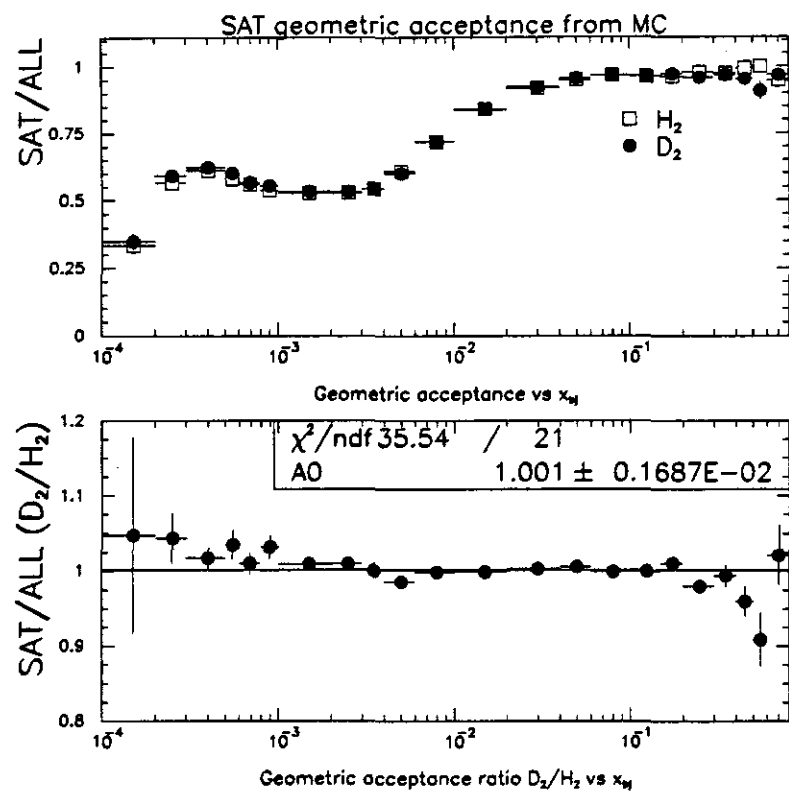 SAT geometric acceptance from MC
SAT/ALL
1
0.75
0.5
0.25
0
H₂
D₂
10⁻⁴
10⁻³
10⁻²
10⁻¹
Geometric acceptance vs x_bj
SAT/ALL (D₂/H₂)
1.2
1.1
1
0.9
0.8
χ²/ndf 35.54 / 21
A0 1.001 ± 0.1687E-02
10⁻⁴
10⁻³
10⁻²
10⁻¹
Geometric acceptance ratio D₂/H₂ vs x_bj